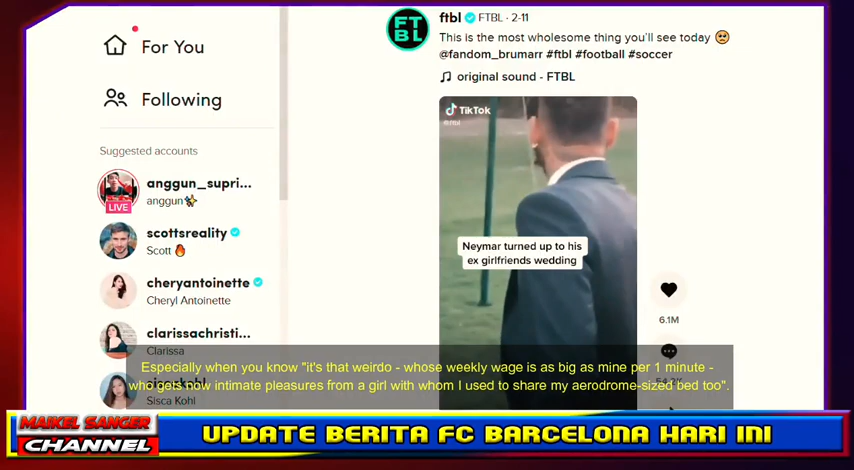 For You
Following
Suggested accounts
anggun_supri...
LIVE
anggun✨
scottsreality
Scott 🔥
cheryantoinette
Cheryl Antoinette
clarissachristi...
Clarissa
Sisca Kohl
FT
BL
ftbl FTBL · 2-11
This is the most wholesome thing you'll see today 🥺
@fandom_brumarr #ftbl #football #soccer
♫ original sound - FTBL
TikTok
@ftbl
Neymar turned up to his
ex girlfriends wedding
6.1M
Especially when you know "it's that weirdo - whose weekly wage is as big as mine per 1 minute -
who gets now intimate pleasures from a girl with whom I used to share my aerodrome-sized bed too".
MAIKEL SANGER
CHANNEL
UPDATE BERITA FC BARCELONA HARI INI